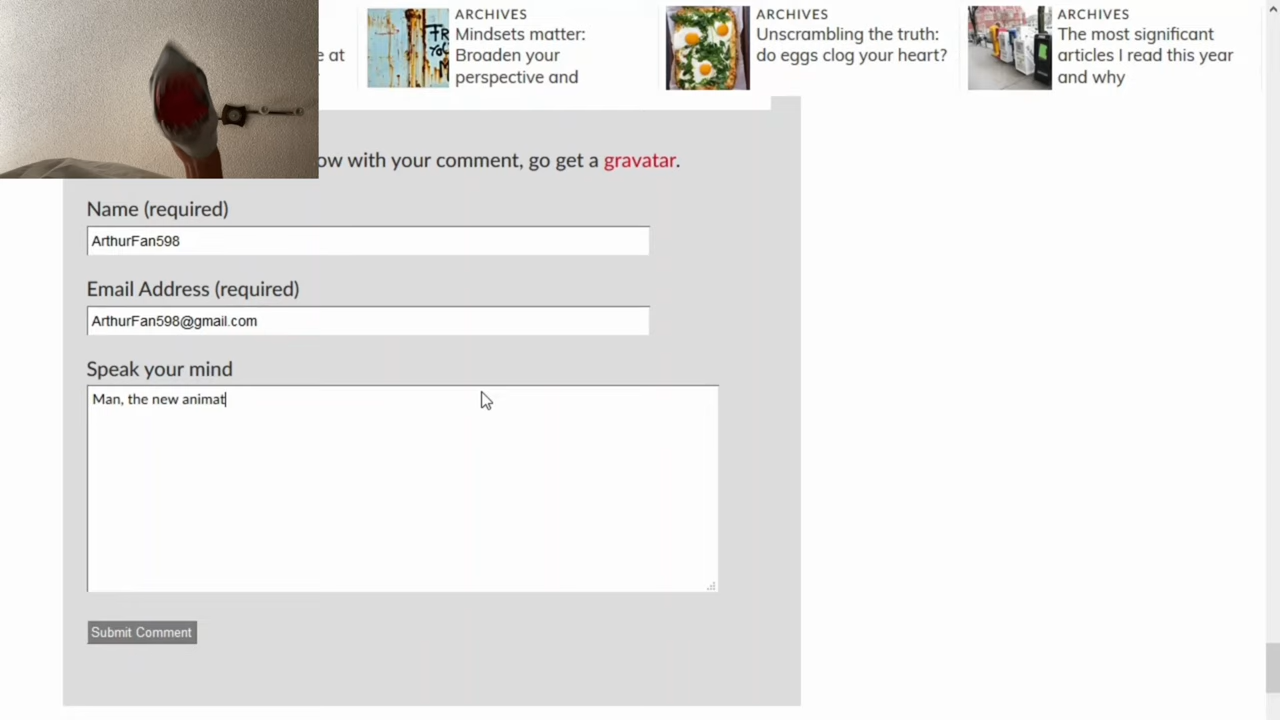 e at
ARCHIVES
Mindsets matter:
Broaden your
perspective and
ARCHIVES
Unscrambling the truth:
do eggs clog your heart?
ARCHIVES
The most significant
articles I read this year
and why
ow with your comment, go get a gravatar.
Name (required)
ArthurFan598
Email Address (required)
ArthurFan598@gmail.com
Speak your mind
Man, the new animat
Submit Comment